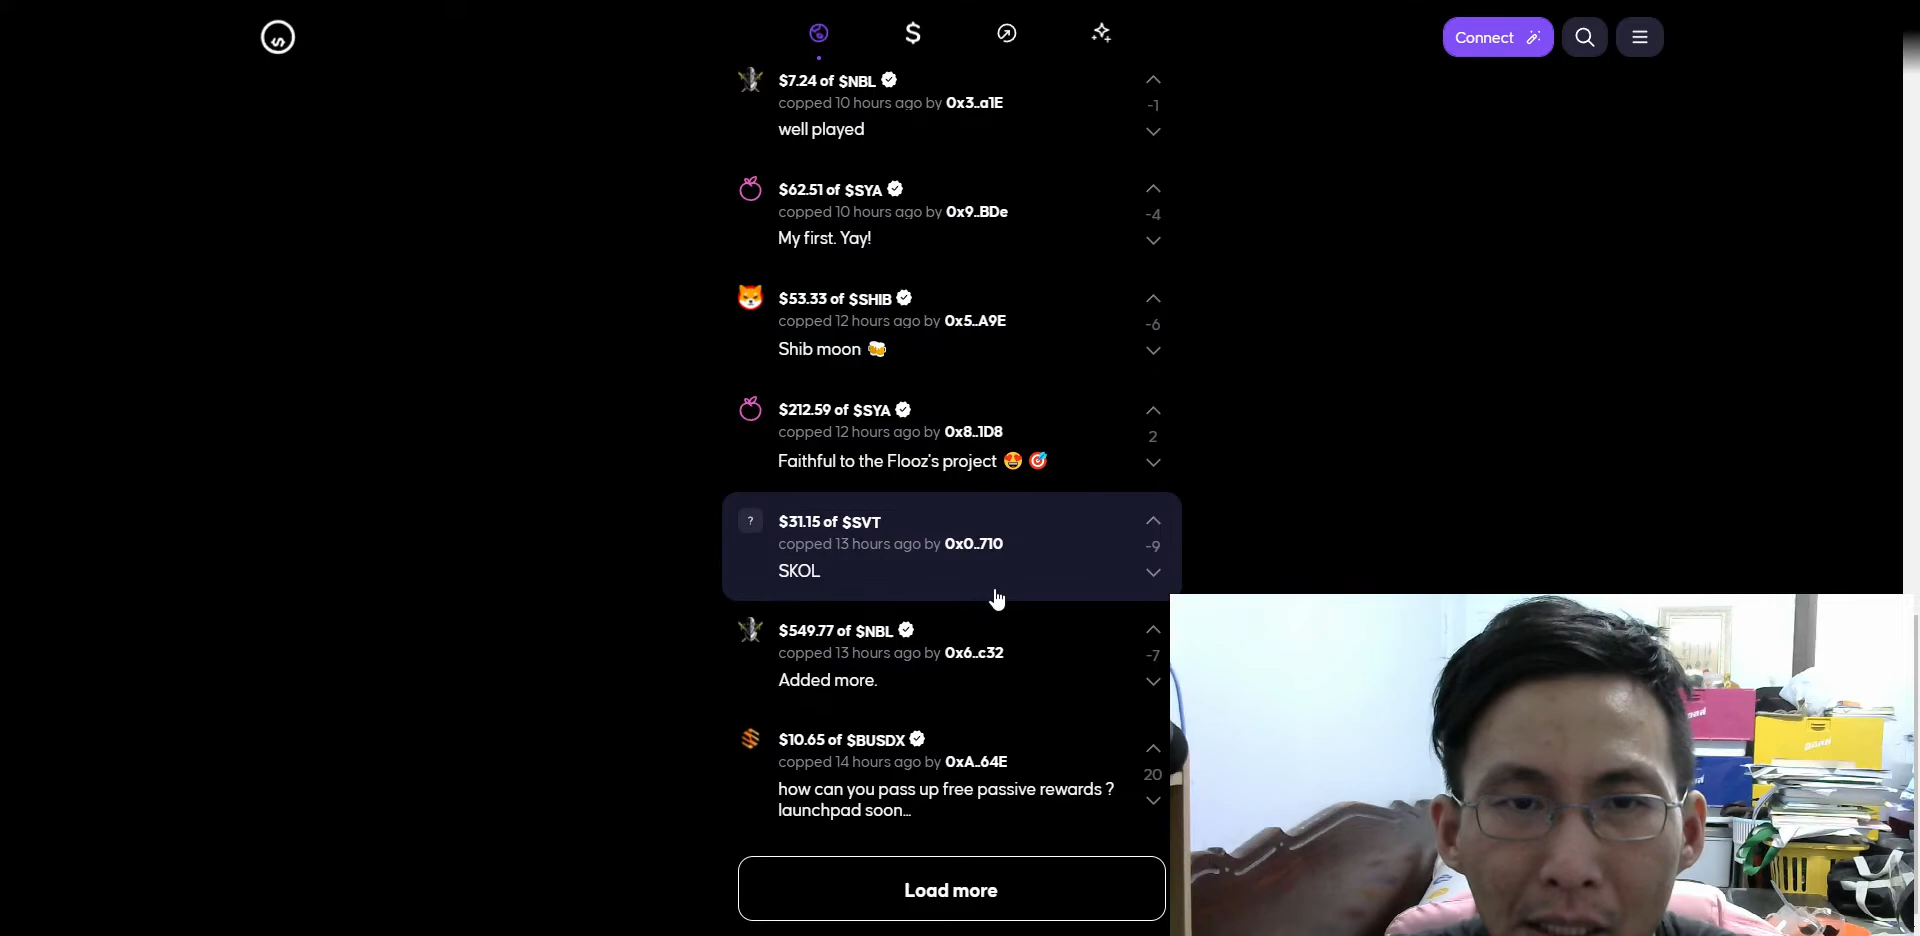 $
Connect
$7.24 of $NBL
copped 10 hours ago by 0x3..a1E
-1
well played
$62.51 of $SYA
copped 10 hours ago by 0x9..BDe
-4
My first. Yay!
$53.33 of $SHIB
copped 12 hours ago by 0x5..A9E
-6
Shib moon 🍻
$212.59 of $SYA
copped 12 hours ago by 0x8..1D8
2
Faithful to the Flooz's project 😍 🎯
?
$31.15 of $SVT
copped 13 hours ago by 0x0..710
-9
SKOL
$549.77 of $NBL
copped 13 hours ago by 0x6..c32
-7
Added more.
$10.65 of $BUSDX
copped 14 hours ago by 0xA..64E
20
how can you pass up free passive rewards ?
launchpad soon...
Load more